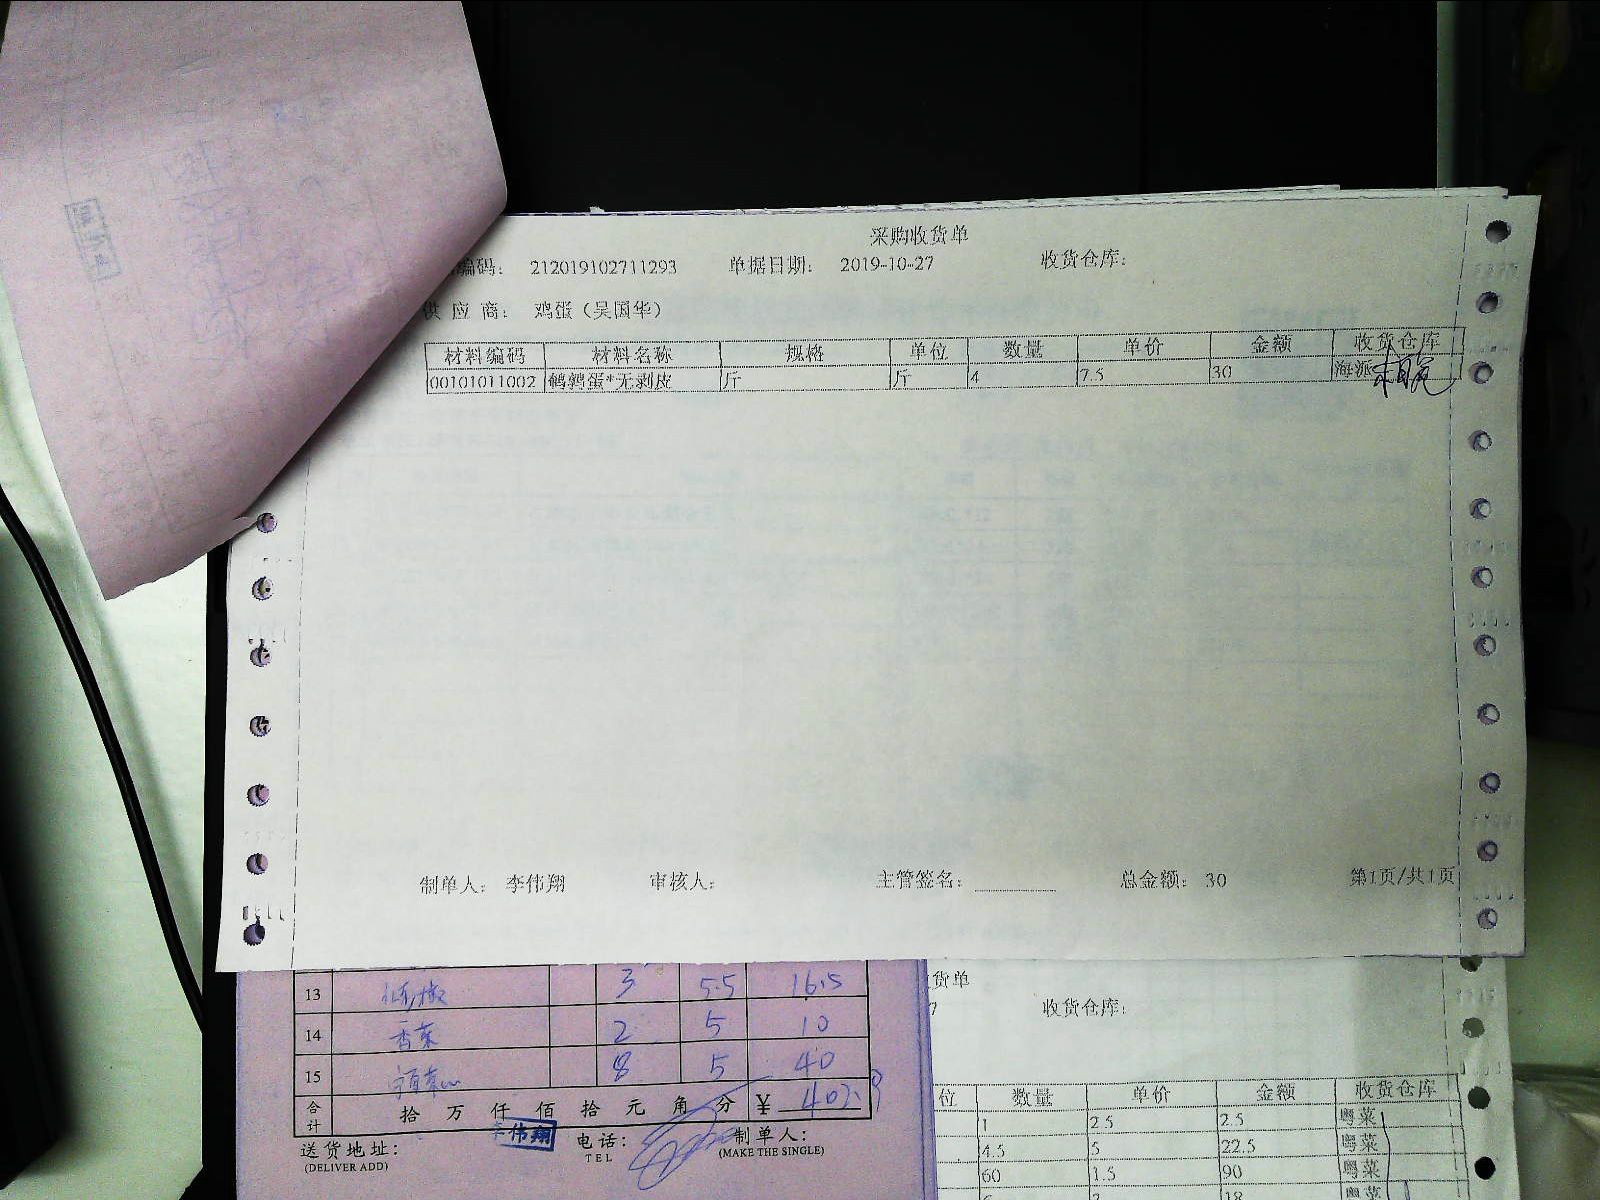 采购收货单
编码: 212019102711293 单据日期: 2019-10-27 收货仓库:
供应商: 鸡蛋(吴国华)
材料编码 材料名称 规格 单位 数量 单价 金额 收货仓库
00101011002 鹌鹑蛋*无剥皮 斤 斤 4 7.5 30 海派
制单人: 李伟翔 审核人: 主管签名: 总金额: 30 第1页/共1页
13 3 5.5 16.5
14 香菜 2 5 10
15 8 5 40
合计 拾 万 仟 佰 拾 元 角 分 ¥
李伟翔
送货地址: 电话: 制单人:
(DELIVER ADD) TEL (MAKE THE SINGLE)
货单
7 收货仓库:
位 数量 单价 金额 收货仓库
1 2.5 2.5 粤菜
4.5 5 22.5 粤菜
60 1.5 90 粤菜
18 粤菜